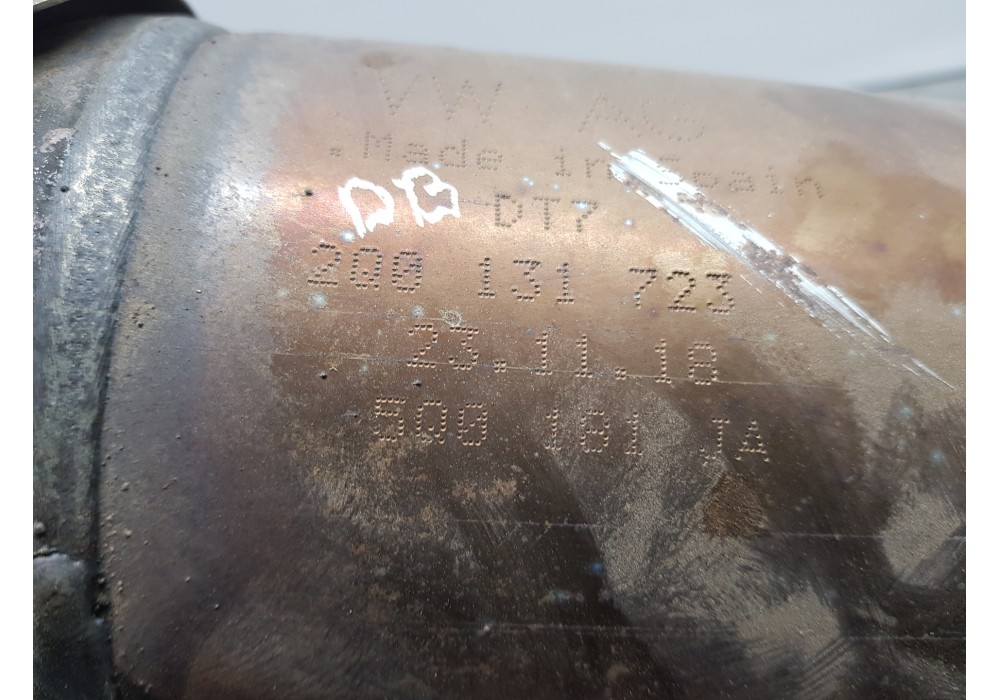 VW AG
.Made in Spain
DB DT7
2Q0 131 723
23.11.18
5Q0 181 JA